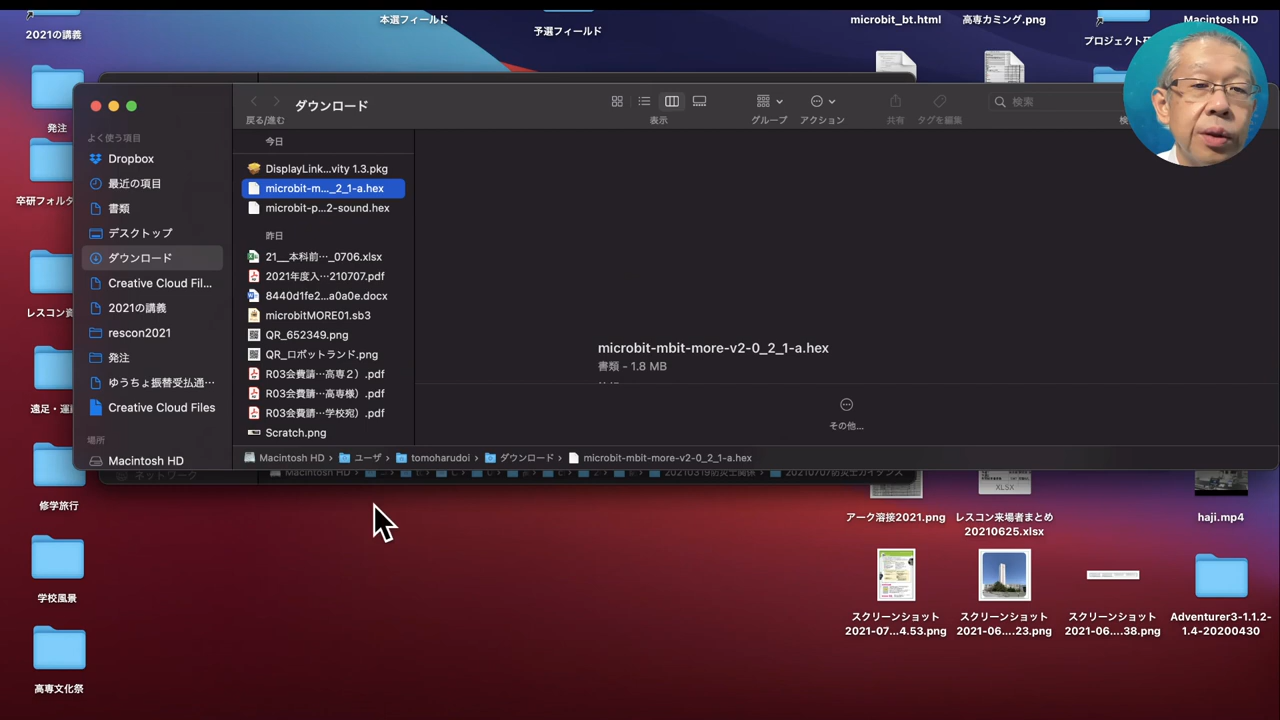 2021の講義
本選フィールド
予選フィールド
microbit_bt.html
高専カミング.png
Macintosh HD
発注
卒研フォルダ
遠足・運
修学旅行
学校風景
高専文化祭
ダウンロード
戻る/進む
表示
グループ
アクション
共有
タグを編集
検索
よく使う項目
Dropbox
最近の項目
書類
デスクトップ
ダウンロード
Creative Cloud Fil...
2021の講義
rescon2021
発注
ゆうちょ振替受払通…
Creative Cloud Files
場所
Macintosh HD
ネットワーク
今日
DisplayLink...vity 1.3.pkg
microbit-m..._2_1-a.hex
microbit-p...2-sound.hex
昨日
21__本科前…_0706.xlsx
2021年度入…210707.pdf
8440d1fe2...a0a0e.docx
microbitMORE01.sb3
QR_652349.png
QR_ロボットランド.png
R03会費請…高専２）.pdf
R03会費請…高専様）.pdf
R03会費請…学校宛）.pdf
Scratch.png
microbit-mbit-more-v2-0_2_1-a.hex
書類 - 1.8 MB
その他...
Macintosh HD › ユーザ › tomoharudoi › ダウンロード › microbit-mbit-more-v2-0_2_1-a.hex
アーク溶接2021.png
レスコン来場者まとめ
20210625.xlsx
haji.mp4
XLSX
スクリーンショット
2021-07...4.53.png
スクリーンショット
2021-06....23.png
スクリーンショット
2021-06....38.png
Adventurer3-1.1.2-
1.4-20200430